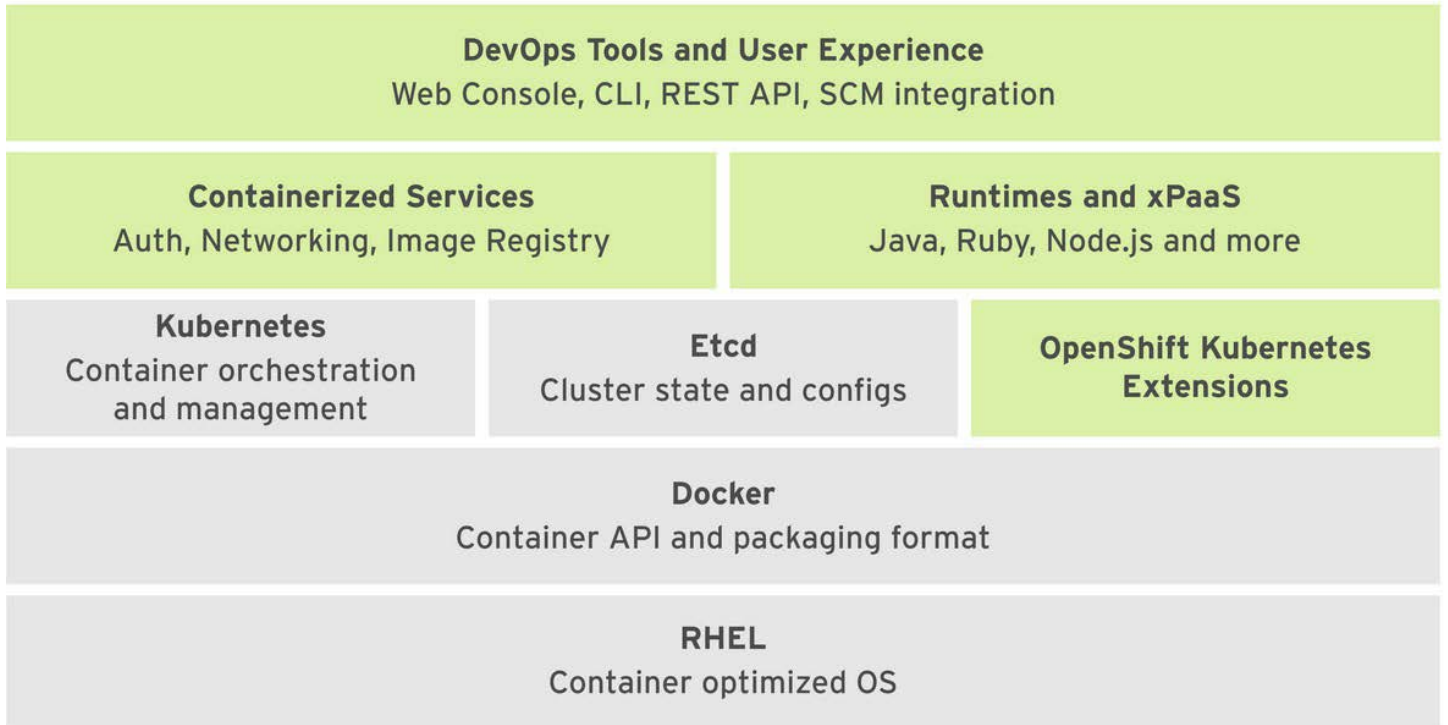 DevOps Tools and User Experience
Web Console, CLI, REST API, SCM integration
Containerized Services
Auth, Networking, Image Registry
Runtimes and xPaaS
Java, Ruby, Node.js and more
Kubernetes
Container orchestration
and management
Etcd
Cluster state and configs
OpenShift Kubernetes
Extensions
Docker
Container API and packaging format
RHEL
Container optimized OS